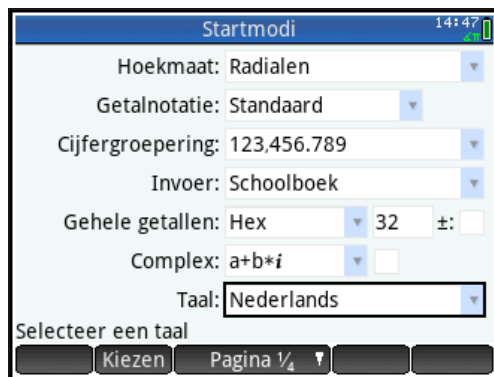 Startmodi 14:47
∡π
Hoekmaat: Radialen
Getalnotatie: Standaard
Cijfergroepering: 123,456.789
Invoer: Schoolboek
Gehele getallen: Hex 32 ±:
Complex: a+b*i
Taal: Nederlands
Selecteer een taal
Kiezen Pagina ¹⁄₄